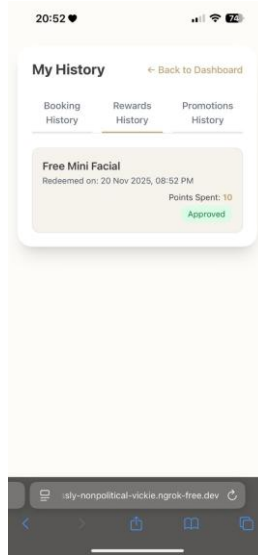 20:52
74
My History
← Back to Dashboard
Booking
History
Rewards
History
Promotions
History
Free Mini Facial
Redeemed on: 20 Nov 2025, 08:52 PM
Points Spent: 10
Approved
sly-nonpolitical-vickie.ngrok-free.dev